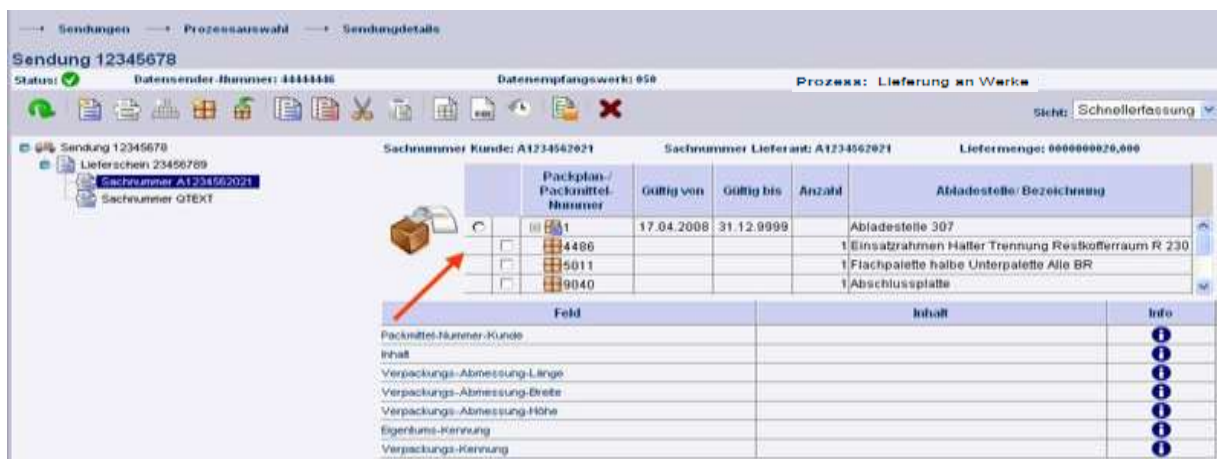 Sendungen Prozessauswahl Sendungdetails
Sendung 12345678
Status: Datensender-Nummer: 44444446 Datenempfangswerk: 050 Prozess: Lieferung an Werke
Sicht: Schnellerfassung
Sendung 12345678
Lieferschein 23456789
Sachnummer A1234562021
Sachnummer QTEXT
Sachnummer Kunde: A1234562021 Sachnummer Lieferant: A1234562021 Liefermenge: 0000000020,000
Packplan-/
Packmittel-
Nummer Gültig von Gültig bis Anzahl Abladestelle/Bezeichnung
1 17.04.2008 31.12.9999 Abladestelle 307
4486 1 Einsatzrahmen Halter Trennung Restkofferraum R 230
5011 1 Flachpalette halbe Unterpalette Alle BR
9040 1 Abschlussplatte
Feld Inhalt Info
Packmittel-Nummer-Kunde
Inhalt
Verpackungs-Abmessung-Länge
Verpackungs-Abmessung-Breite
Verpackungs-Abmessung-Höhe
Eigentums-Kennung
Verpackungs-Kennung